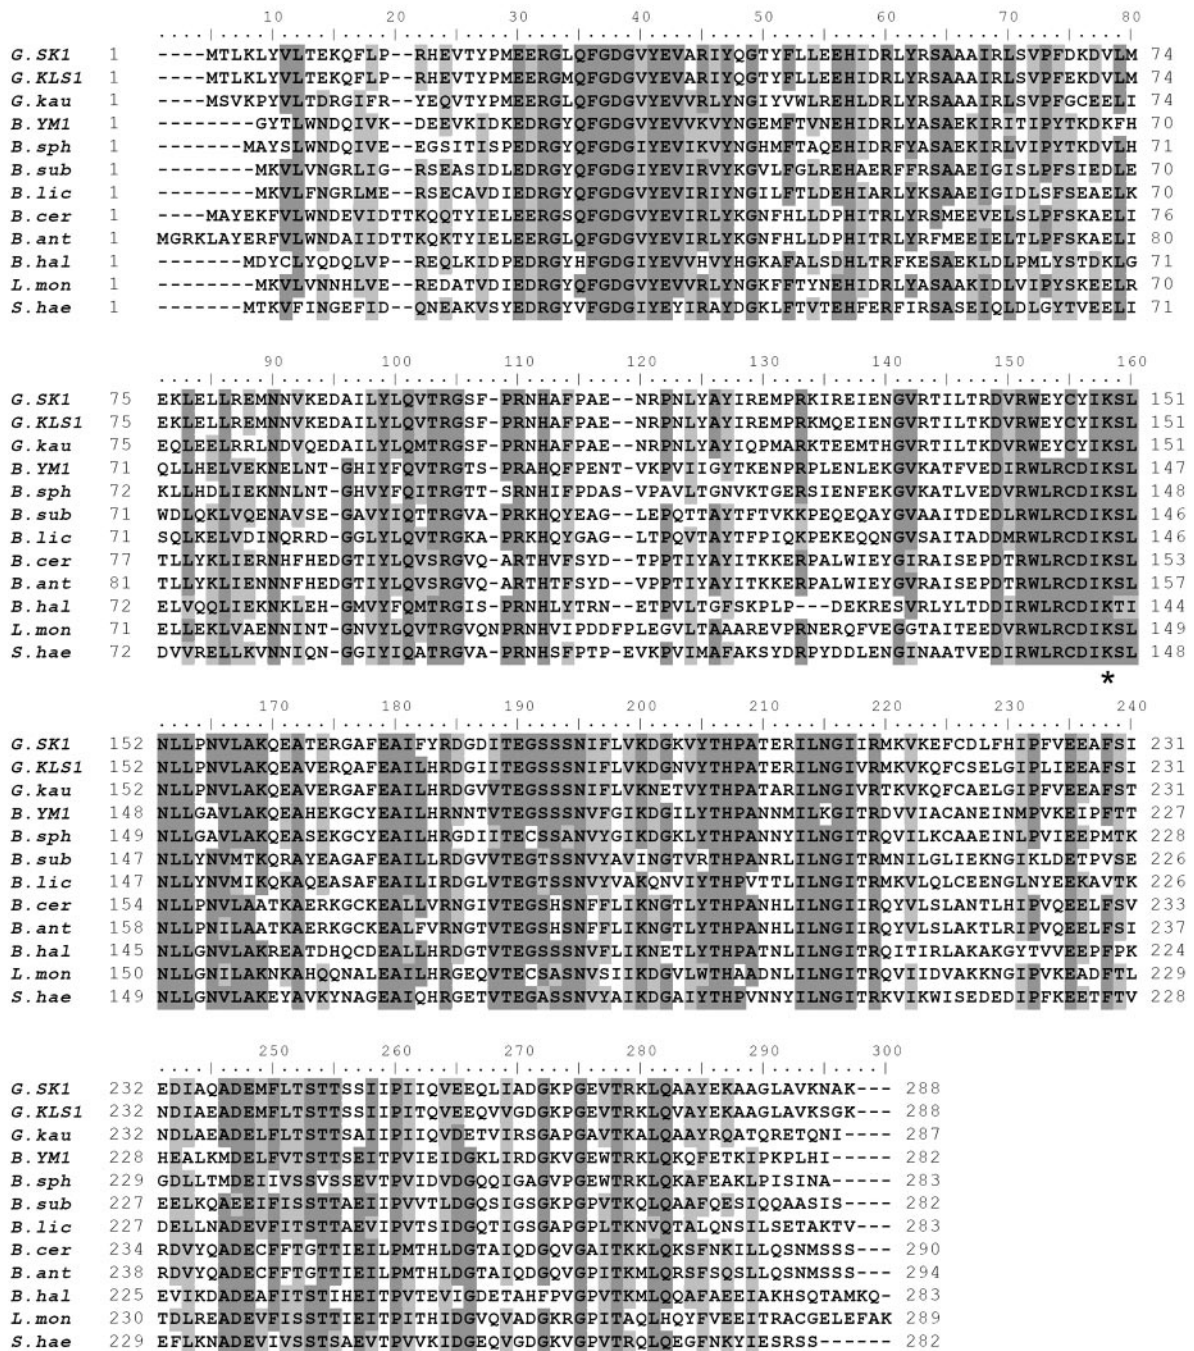 10 20 30 40 50 60 70 80
G.SK1 1 ----MTLKLYVLTEKQFLP--RHEVTYPMEERGLQFGDGVYEVARIYQGTYFLLEEHIDRLYRSAAAIRLSVPFDKDVLM 74
G.KLS1 1 ----MTLKLYVLTEKQFLP--RHEVTYPMEERGMQFGDGVYEVARIYQGTYFLLEEHIDRLYRSAAAIRLSVPFDKDVLM 74
G.kau 1 ----MSVKPYVLTDRGIFR--YEQVTYPMEERGLQFGDGVYEVVRLYNGIYVWLREHLDRLYRSAAAIRLSVPFGCEELI 74
B.YM1 1 --------GYTLWNDQIVK-DEEVKIDKEDRGYQFGDGVYEVVKVYNGEMFTVNEHIDRLYASAEKIRITIPYTKDKFH 70
B.sph 1 -------MAYSLWNDQIVE-EGSITISPEDRGYQFGDGIYEVIKVYNGHMFTAQEHIDRFYASAEKIRLVIPYTKDVLH 71
B.sub 1 --------MKVLVNGRLIG-RSEASIDLEDRGYQFGDGIYEVIRVYKGVLFGLREHAERFFRSAAEIGISLPFSIEDLE 70
B.lic 1 --------MKVLFNGRLME-RSECAVDIEDRGYQFGDGVYEVIRIYNGILFTLDEHIARLYKSAAEIGIDLSFSEAELK 70
B.cer 1 ----MAYEKFVLWNDEVIDTTKQQTYIELEERGSQFGDGVYEVIRLYKGNFHLLDPHITRLYRSMEEVELSLPFSKAELI 76
B.ant 1 MGRKLAYERFVLWNDAIIDTTKQKTYIELEERGLQFGDGVYEVIRLYKGNFHLLDPHITRLYRFMEEIELTLPFSKAELI 80
B.hal 1 ------MDYCLYQDQLVP--REQLKIDPEDRGYHFGDGIYEVVHVYHGKAFALSDHLTRFKESAEKLDLPMLYSTDKLG 71
L.mon 1 --------MKVLVNNHLVE--REDATVDIEDRGYQFGDGVYEVVRLYNGKFFTYNEHIDRLYASAAKIDLVIPYSKEELR 70
S.hae 1 -------MTKVFINGEFID--QNEAKVSYEDRGYVFGDGIYEYIRAYDGKLFTVTEHFERFIRSASEIQLDLGYTVEELI 71
90 100 110 120 130 140 150 160
G.SK1 75 EKLEELLREMNNVKEDAILYLQVTRGSF-PRNHAFPAE--NRPNLYAYIREMPRKIREIENGVRTILTRDVRWEYCYIKSL 151
G.KLS1 75 EKLEELLREMNNVKEDAILYLQVTRGSF-PRNHAFPAE--NRPNLYAYIREMPRKMQEIENGVRTILTKDVRWEYCYIKSL 151
G.kau 75 EQLEELLRLNDVQEDAILYLQMTRGSF-PRNHAFPAE--NRPNLYAYIQPMARKTEEMTHGVRTILTKDVRWEYCYIKSL 151
B.YM1 71 QLLHELVEKNELNT-GHIYFQVTRGTS-PRAHQFPENT-VKPVIIGYTKENPRPLENLEKGVKATFVEDIRWLRCDIKSL 147
B.sph 72 KLLHDLIEKNNLNT-GHVYFQITRGTT-SRNHIFPDAS-VPAVLTGNVKTGERSIENFEKGVKATLVEDVRWLRCDIKSL 148
B.sub 71 WDLQKLVQENAVSE-GAVYIQTTRGVA-PRKHQYEAG--LEPQTTAYTFTVKKPEQEQAYGVAAITDEDLRWLRCDIKSL 146
B.lic 71 SQLKELVDINQRRD-GGLYLQVTRGKA-PRKHQYGAG--LTPQVTAYTFPIQKPEKEQQNGVSAITADDMRWLRCDIKSL 146
B.cer 77 TLLYKLIERNHFHEDGTIYLQVSRGVQ-ARTHVFSYD--TPPTIYAYITKKERPALWIEYGIRAISEPDTRWLRCDIKSL 153
B.ant 81 TLLYKLIENNNFHEDGTIYLQVSRGVQ-ARTHTFSYD--VPPTIYAYITKKERPALWIEYGVRAISEPDTRWLRCDIKSL 157
B.hal 72 ELVQQLIEKNKLEH-GMVYFQMTRGIS-PRNHLYTRN--ETPVLTGFSKPLP---DEKRESVRLYLTDDIRWLRCDIKTI 144
L.mon 71 ELLEKLVAENNINT-GNVYLQVTRGVQNPRNHVIPDDFPLEGVLTAAAREVPRNERQFVEGGTAITEEDVRWLRCDIKSL 149
S.hae 72 DVVRELLKVNNIQN-GGIYIQATRGVA-PRNHSFPTP-EVKPVIMAFAKSYDRPYDDLENGINAATVEDIRWLRCDIKSL 148
*
170 180 190 200 210 220 230 240
G.SK1 152 NLLPNVLAKQEATERGAFEAIFYRDGDITEGSSSNIFLVKDGKVYTHPATERILNGIIRMKVKEFCDLFHIPFVEEAFSI 231
G.KLS1 152 NLLPNVLAKQEAVERQAFEAILHRDGIITEGSSSNIFLVKDGNVYTHPATERILNGIVRMKVKQFCSELGIPLIEEAFSI 231
G.kau 152 NLLPNVLAKQEAVERGAFEAILHRDGVVTEGSSSNIFLVKNETVYTHPATARILNGIVRTKVKQFCAELGIPFVEEAFST 231
B.YM1 148 NLLGAVLAKQEAHEKGCYEAILHRNNTVTEGSSSNVFGIKDGILYTHPANNMILKGITRDVVIACANEINMPVKEIPFTT 227
B.sph 149 NLLGAVLAKQEASEKGCYEAILHRGDIITECSSANVYGIKDGKLYTHPANNYILNGITRQVILKCAAEINLPVIEEPMTK 228
B.sub 147 NLLYNVMTKQRAYEAGAFEAILLRDGVVTEGTSSNVYAVINGTVRTHPANRLILNGITRMNILGLIEKNGIKLDETPVSE 226
B.lic 147 NLLYNVMIKQKAQEASAFEAILIRDGLVTEGTSSNVYVAKQNVIYTHPVTTLILNGITRMKVLQLCEENGLNYEEKAVTK 226
B.cer 154 NLLPNVLAATKAERKGCKEALLVRNGIVTEGSHSNFFLIKNGTLYTHPANHLILNGIIRQYVLSLANTLHIPVQEELFSV 233
B.ant 158 NLLPNILAATKAERKGCKEALFVRNGTVTEGSHSNFFLIKNGTLYTHPANHLILNGIIRQYVLSLAKTLRIPVQEELFSI 237
B.hal 145 NLLGNVLAKREATDHQCDEALLHRDGTVTEGSSSNVFLIKNETLYTHPANTLILNGITRQTITRLAKAKGYTVVEEPFPK 224
L.mon 150 NLLGNILAKNKAHQQNALEAILHRGEQVTECSASNVSIIKDGVLWTHAADNLILNGITRQVIIDVAKKNGIPVKEADFTL 229
S.hae 149 NLLGNVLAKEYAVKYNAGEAIQHRGETVTEGASSNVYAIKDGAIYTHPVNNYILNGITRKVIKWISEDEDIPFKEETFTV 228
250 260 270 280 290 300
G.SK1 232 EDIAQADEMFLTSTTSSIIPIIQVEEQLIADGKPGEVTRKLQAAYEKAAGLAVKNAK--- 288
G.KLS1 232 NDIAEADEMFLTSTTSSIIPITQVEEQVVGDGKPGEVTRKLQVAYEKAAGLAVKSGK--- 288
G.kau 232 NDLAEADELFLTSTTSAIIPIIQVDETVIRSGAPGAVTKALQAAYRQATQRETQNI---- 287
B.YM1 228 HEALKMDELFVTSTTSEITPVIEIDGKLIRDGKVGEWTRKLQKQFETKIPKPLHI----- 282
B.sph 229 GDLLTMDEIIVSSVSSEVTPVIDVDGQQIGAGVPGEWTRKLQKAFEAKLPISINA----- 283
B.sub 227 EELKQAEEIFISSTTAEIIPVVTLDGQSIGSGKPGPVTKQLQAAFQESIQQAASIS---- 282
B.lic 227 DELLNADEVFITSTTAEVIPVTSIDGQTIGSGAPGPLTKNVQTALQNSILSETAKTV--- 283
B.cer 234 RDVYQADECFFTGTTIEILPMTHLDGTAIQDGQVGAITKKLQKSFNKILLQSNMSSS--- 290
B.ant 238 RDVYQADECFFTGTTIEILPMTHLDGTAIQDGQVGPITKMLQRSFSQSLLQSNMSSS--- 294
B.hal 225 EVIKDADEAFITSTIHEITPVTEVIGDETAHFPVGPVTKMLQQAFAEEIAKHSQTAMKQ- 283
L.mon 230 TDLREADEVFISSTTIEITPITHIDGVQVADGKRGPITAQLHQYFVEEITRACGELEFAK 289
S.hae 229 EFLKNADEVIVSSTSAEVTPVVKIDGEQVGDGKVGPVTRQLQEGFNKYIESRSS------ 282